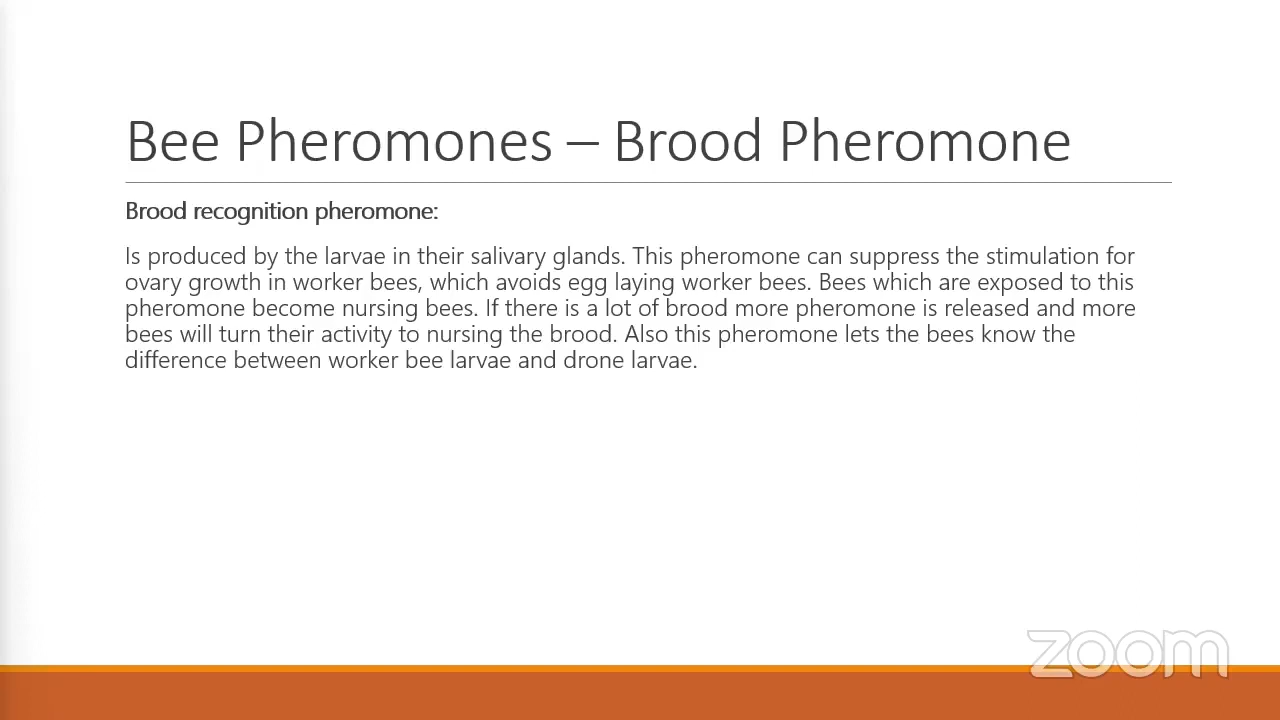 Bee Pheromones – Brood Pheromone
Brood recognition pheromone:
Is produced by the larvae in their salivary glands. This pheromone can suppress the stimulation for
ovary growth in worker bees, which avoids egg laying worker bees. Bees which are exposed to this
pheromone become nursing bees. If there is a lot of brood more pheromone is released and more
bees will turn their activity to nursing the brood. Also this pheromone lets the bees know the
difference between worker bee larvae and drone larvae.
zoom